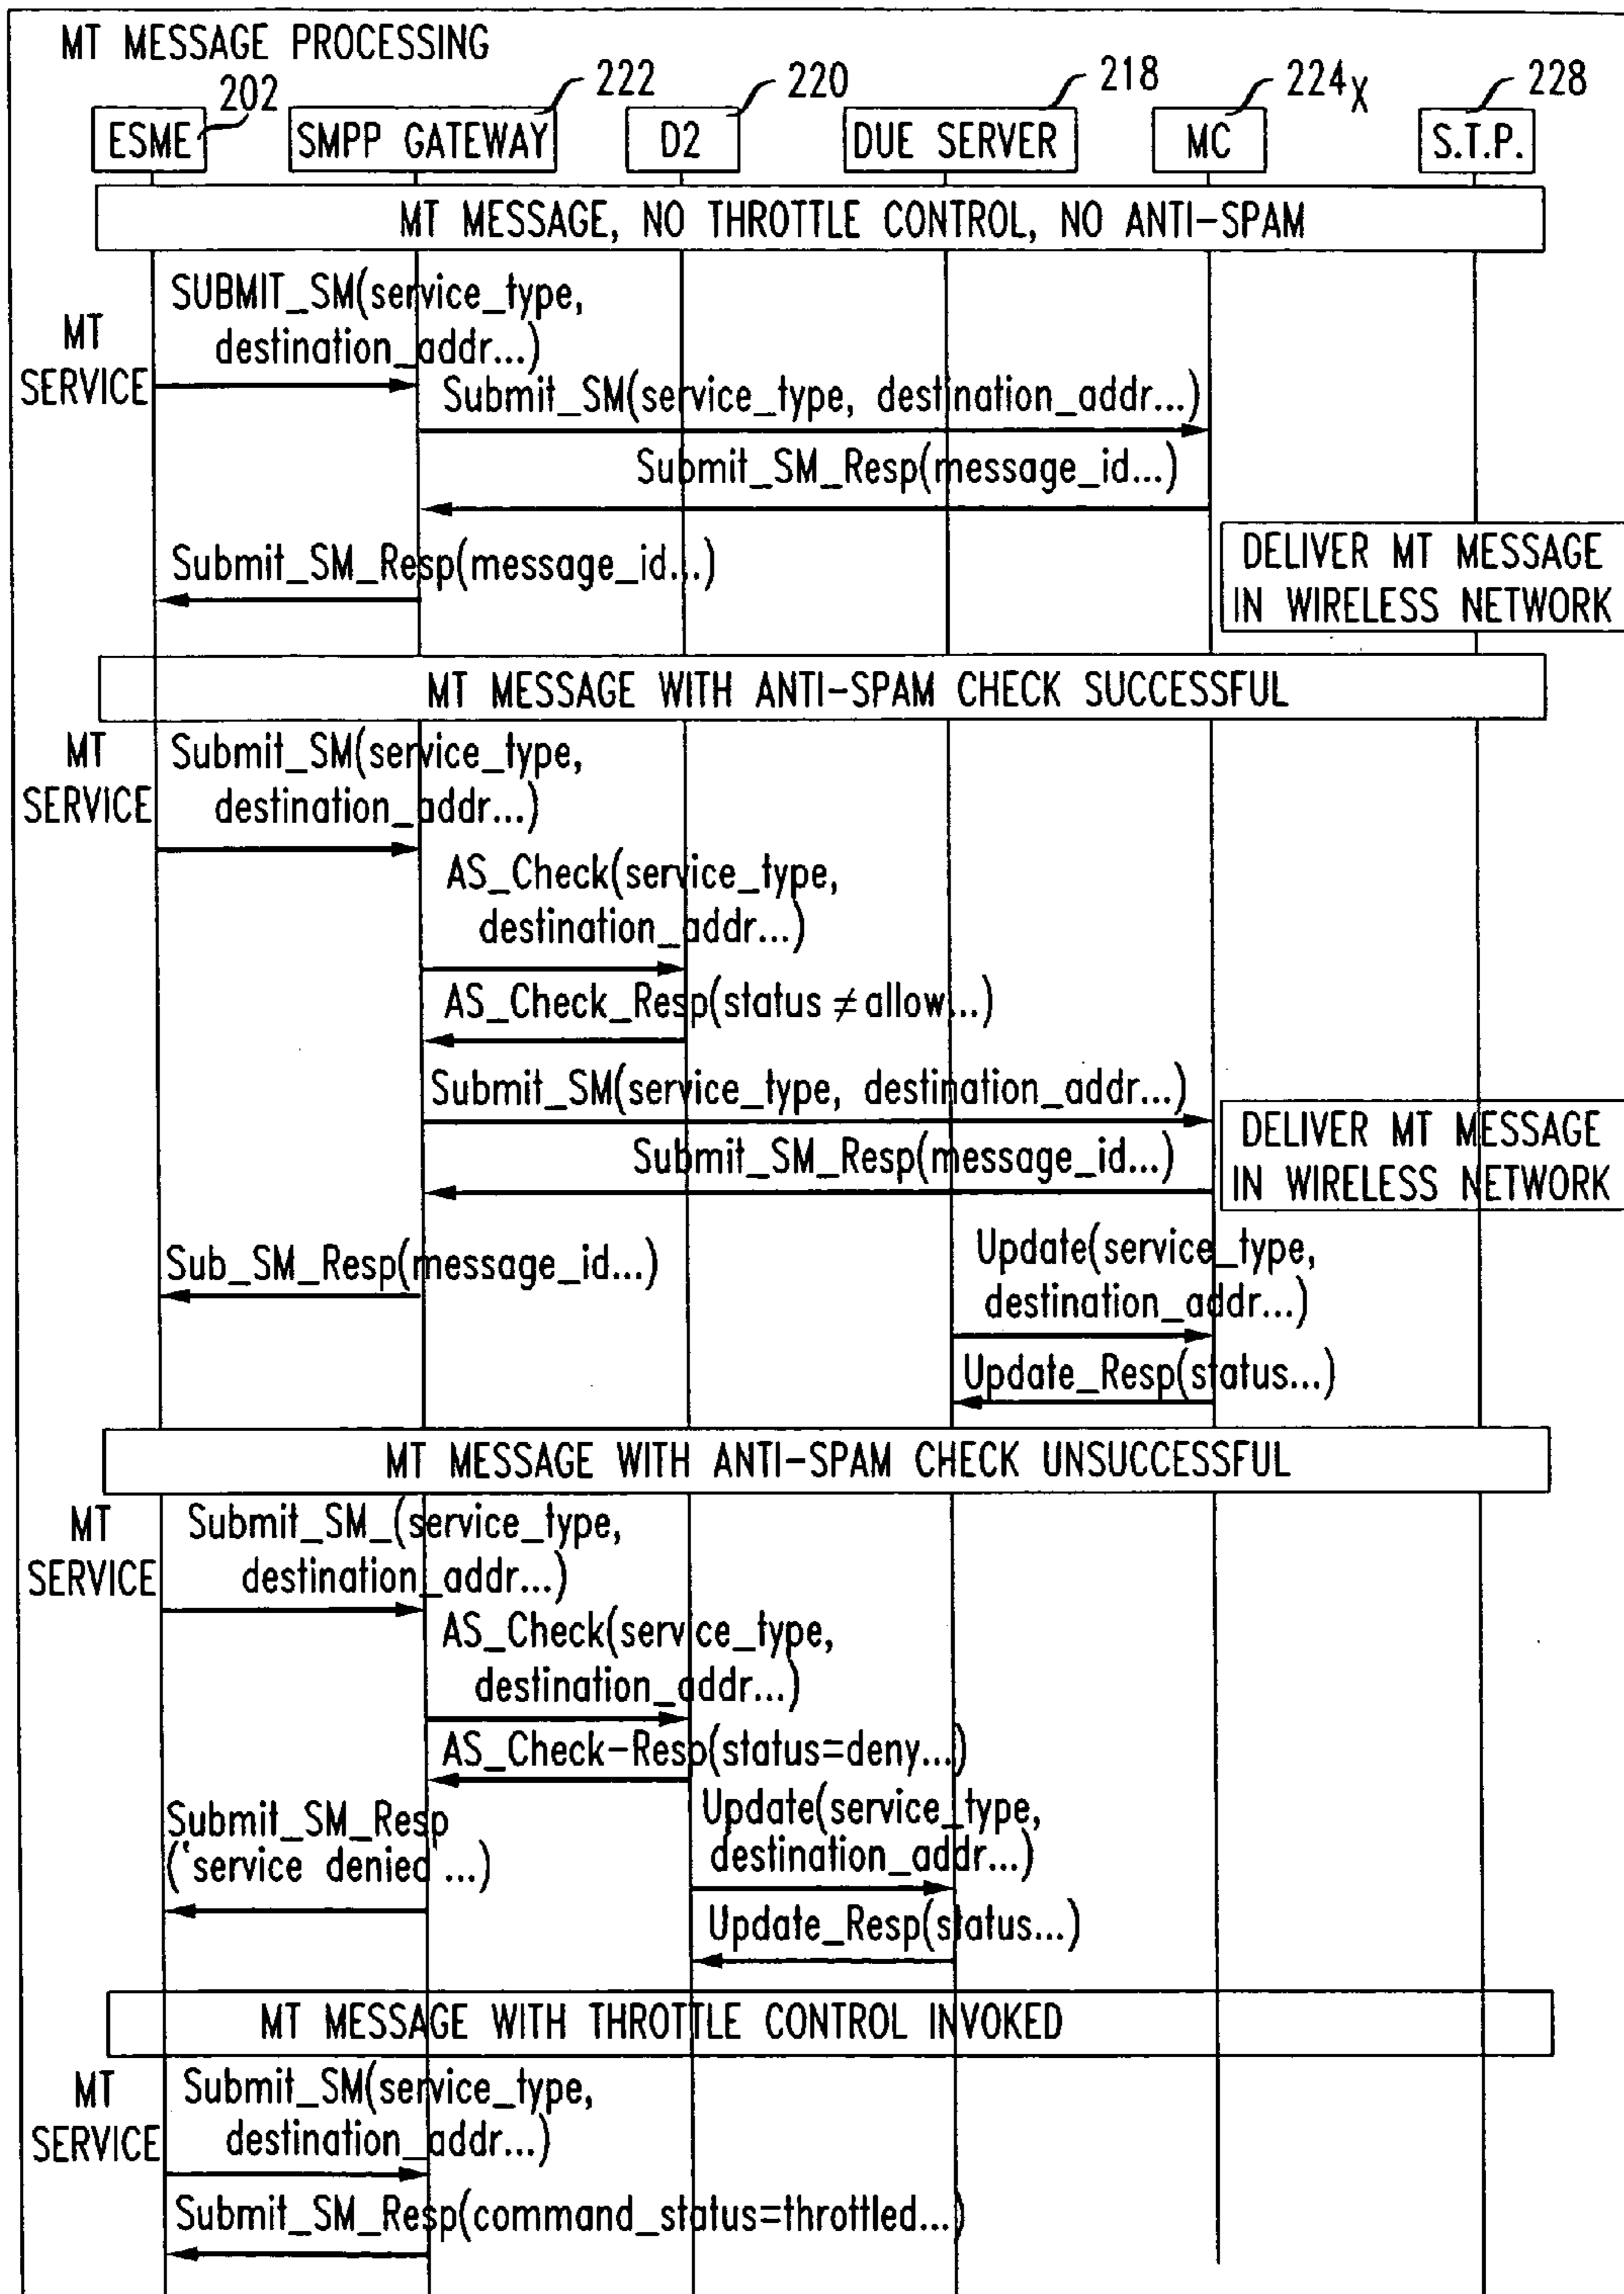 MT MESSAGE PROCESSING
202
222
220
218
224X
228
ESME
SMPP GATEWAY
D2
DUE SERVER
MC
S.T.P.
MT MESSAGE, NO THROTTLE CONTROL, NO ANTI-SPAM
MT
SERVICE
SUBMIT_SM(service_type,
destination_addr...)
Submit_SM(service_type, destination_addr...)
Submit_SM_Resp(message_id...)
Submit_SM_Resp(message_id...)
DELIVER MT MESSAGE
IN WIRELESS NETWORK
MT MESSAGE WITH ANTI-SPAM CHECK SUCCESSFUL
MT
SERVICE
Submit_SM(service_type,
destination_addr...)
AS_Check(service_type,
destination_addr...)
AS_Check_Resp(status ≠ allow...)
Submit_SM(service_type, destination_addr...)
DELIVER MT MESSAGE
IN WIRELESS NETWORK
Submit_SM_Resp(message_id...)
Sub_SM_Resp(message_id...)
Update(service_type,
destination_addr...)
Update_Resp(status...)
MT MESSAGE WITH ANTI-SPAM CHECK UNSUCCESSFUL
MT
SERVICE
Submit_SM_(service_type,
destination_addr...)
AS_Check(service_type,
destination_addr...)
AS_Check-Resp(status=deny...)
Submit_SM_Resp
('service denied'...)
Update(service_type,
destination_addr...)
Update_Resp(status...)
MT MESSAGE WITH THROTTLE CONTROL INVOKED
MT
SERVICE
Submit_SM(service_type,
destination_addr...)
Submit_SM_Resp(command_status=throttled...)